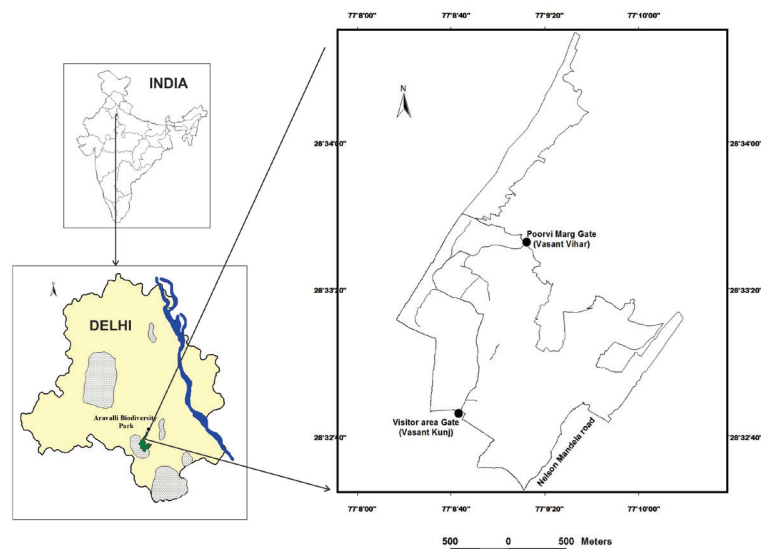 INDIA
N
DELHI
Aravalli Biodiversity
Park
77°8'00" 77°8'40" 77°9'20" 77°10'00"
N
28°34'00" 28°34'00"
Poorvi Marg Gate
(Vasant Vihar)
28°33'20" 28°33'20"
Visitor area Gate
(Vasant Kunj)
Nelson Mandela road
28°32'40" 28°32'40"
77°8'00" 77°8'40" 77°9'20" 77°10'00"
500 0 500 Meters